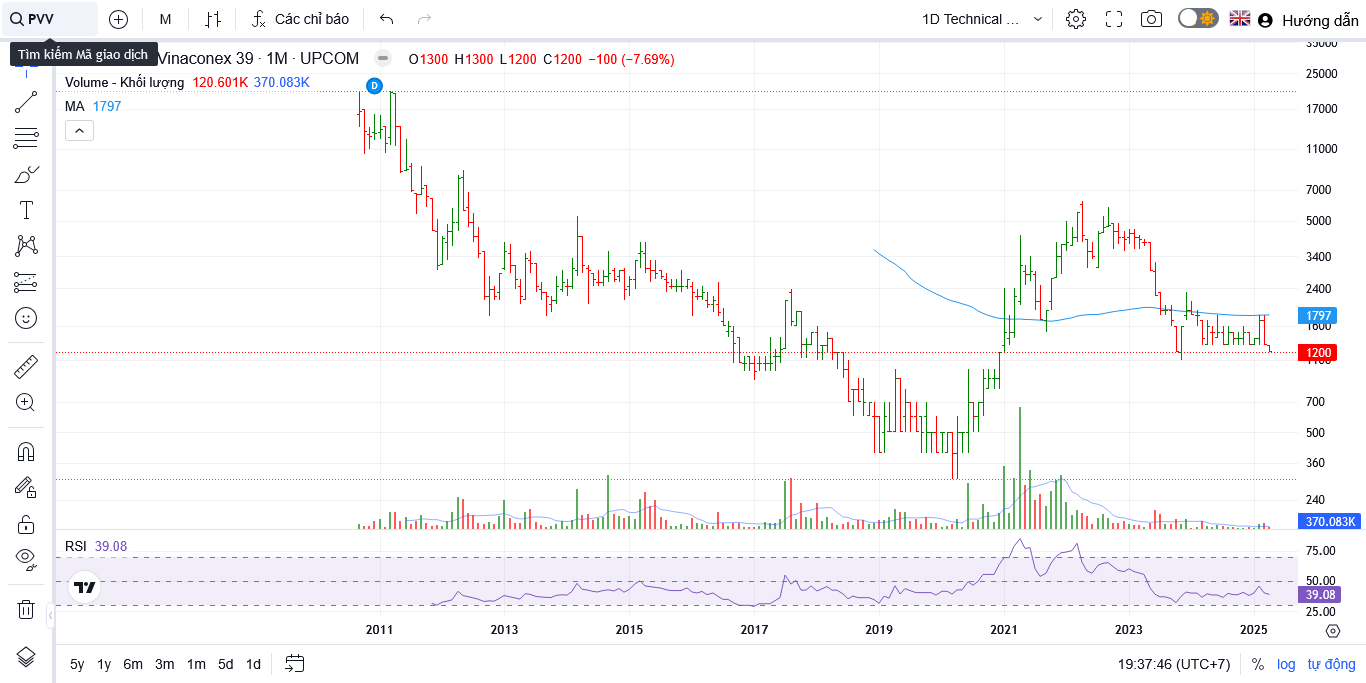 PVV M Các chỉ báo 1D Technical ... Hướng dẫn
Tìm kiếm Mã giao dịch
Vinaconex 39 · 1M · UPCOM O1300 H1300 L1200 C1200 −100 (−7.69%)
Volume - Khối lượng 120.601K 370.083K
D
MA 1797
35000
25000
17000
11000
7000
5000
3400
2400
1797
1600
1200
1100
700
500
360
240
370.083K
RSI 39.08
75.00
50.00
39.08
25.00
2011 2013 2015 2017 2019 2021 2023 2025
5y 1y 6m 3m 1m 5d 1d 19:37:46 (UTC+7) % log tự động